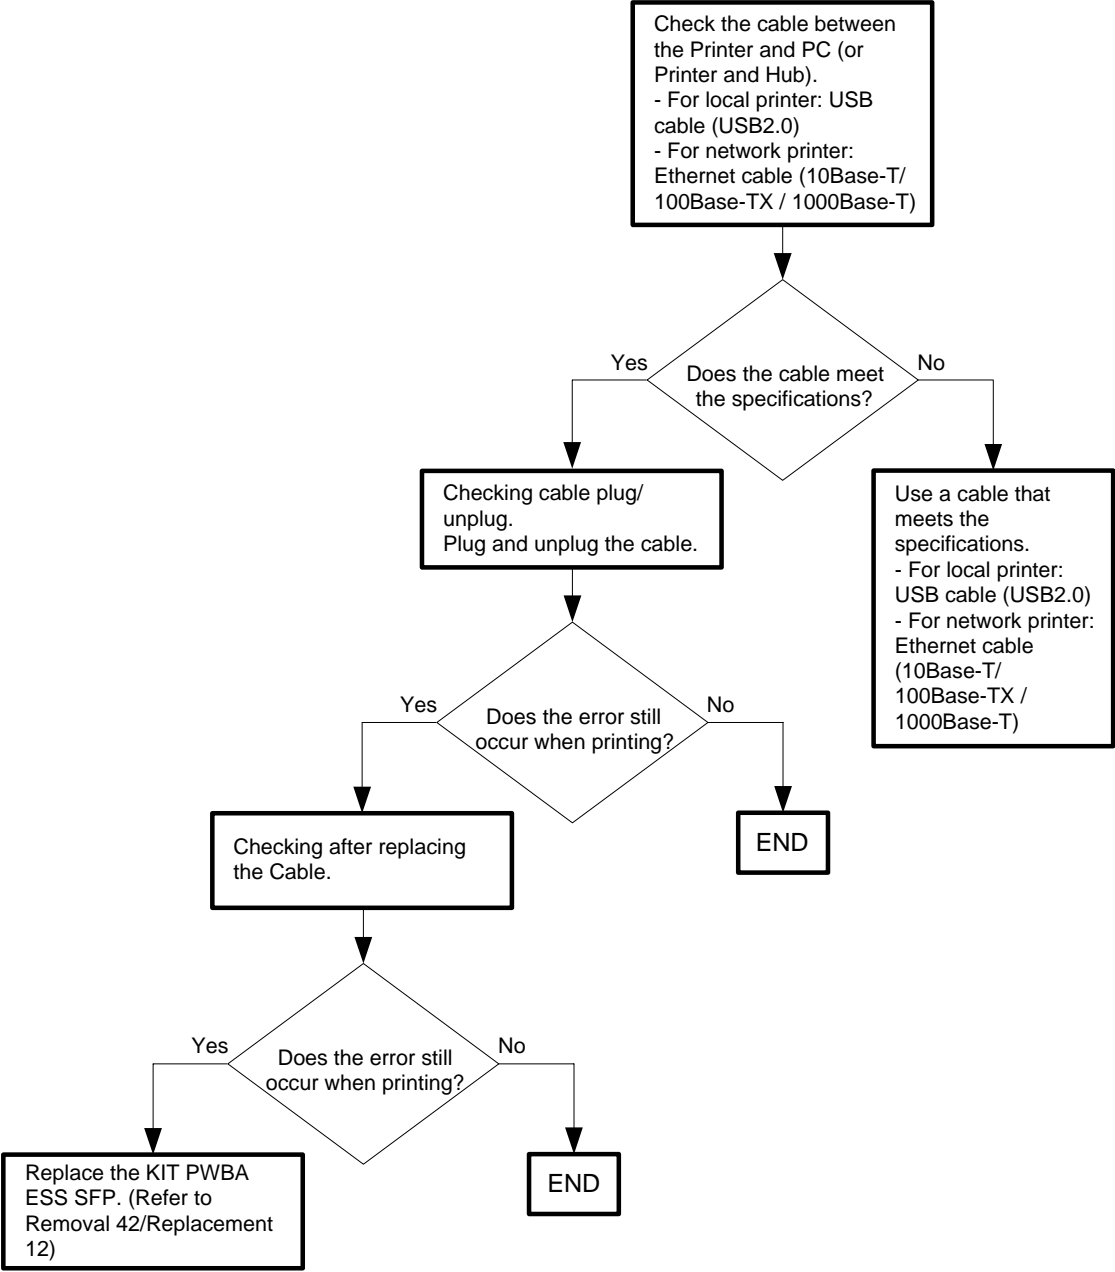 Check the cable between
the Printer and PC (or
Printer and Hub).
- For local printer: USB
cable (USB2.0)
- For network printer:
Ethernet cable (10Base-T/
100Base-TX / 1000Base-T)
Does the cable meet
the specifications?
Yes
No
Checking cable plug/
unplug.
Plug and unplug the cable.
Use a cable that
meets the
specifications.
- For local printer:
USB cable (USB2.0)
- For network printer:
Ethernet cable
(10Base-T/
100Base-TX /
1000Base-T)
Does the error still
occur when printing?
Yes
No
Checking after replacing
the Cable.
END
Does the error still
occur when printing?
Yes
No
Replace the KIT PWBA
ESS SFP. (Refer to
Removal 42/Replacement
12)
END